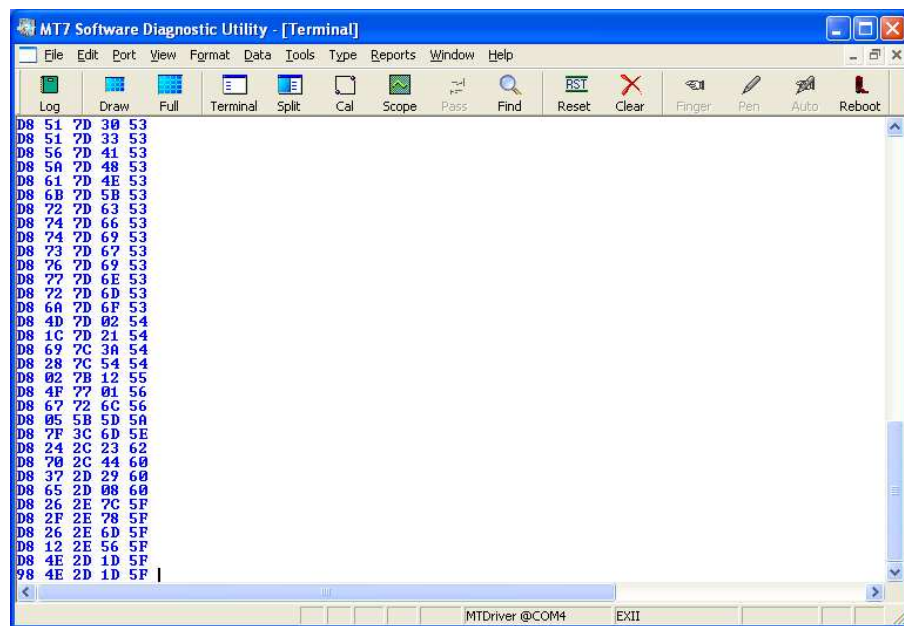 MT7 Software Diagnostic Utility - [Terminal]
File Edit Port View Format Data Tools Type Reports Window Help
RST
Log Draw Full Terminal Split Cal Scope Pass Find Reset Clear Finger Pen Auto Reboot
D8 51 7D 30 53
D8 51 7D 33 53
D8 56 7D 41 53
D8 5A 7D 48 53
D8 61 7D 4E 53
D8 6B 7D 5B 53
D8 72 7D 63 53
D8 74 7D 66 53
D8 74 7D 69 53
D8 73 7D 67 53
D8 76 7D 69 53
D8 77 7D 6E 53
D8 72 7D 6D 53
D8 6A 7D 6F 53
D8 4D 7D 02 54
D8 1C 7D 21 54
D8 69 7C 3A 54
D8 28 7C 54 54
D8 02 7B 12 55
D8 4F 77 01 56
D8 67 72 6C 56
D8 05 5B 5D 5A
D8 7F 3C 6D 5E
D8 24 2C 23 62
D8 70 2C 44 60
D8 37 2D 29 60
D8 65 2D 08 60
D8 26 2E 7C 5F
D8 2F 2E 78 5F
D8 26 2E 6D 5F
D8 12 2E 56 5F
D8 4E 2D 1D 5F
98 4E 2D 1D 5F
MTDriver @COM4 EXII